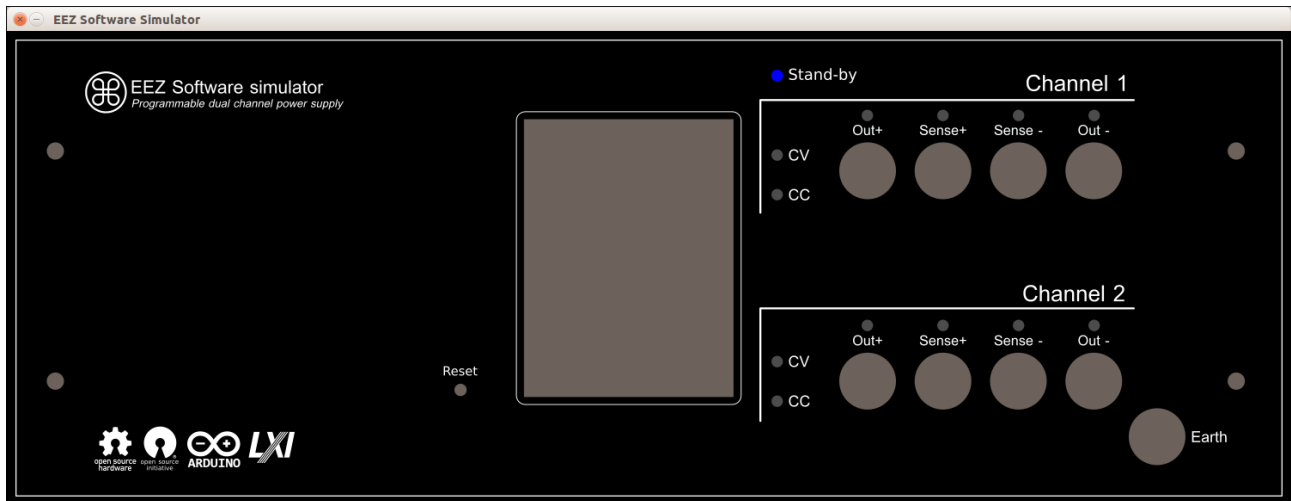 EEZ Software Simulator
EEZ Software simulator
Programmable dual channel power supply
Stand-by
Channel 1
Out+ Sense+ Sense - Out -
CV
CC
Channel 2
Out+ Sense+ Sense - Out -
CV
CC
Reset
Earth
open source
hardware
open source
initiative
ARDUINO
LXI